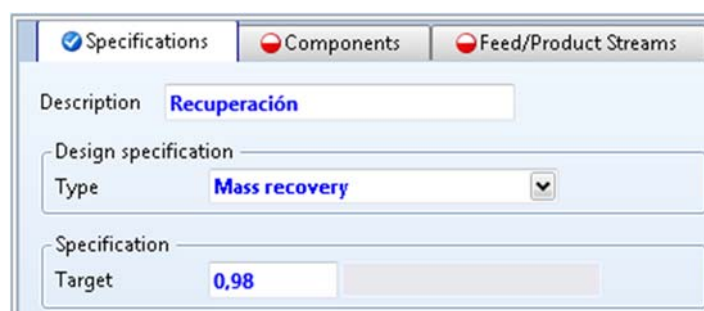 Specifications Components Feed/Product Streams
Description Recuperación
Design specification
Type Mass recovery
Specification
Target 0,98